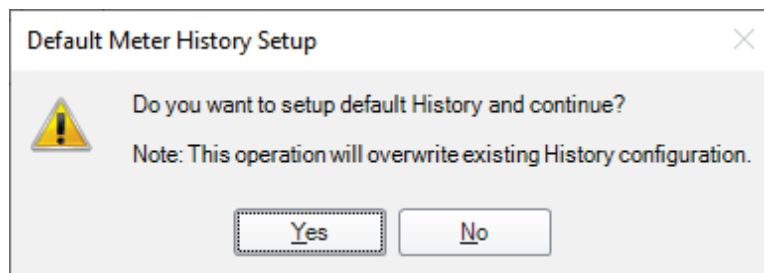 Default Meter History Setup
Do you want to setup default History and continue?
Note: This operation will overwrite existing History configuration.
Yes
No